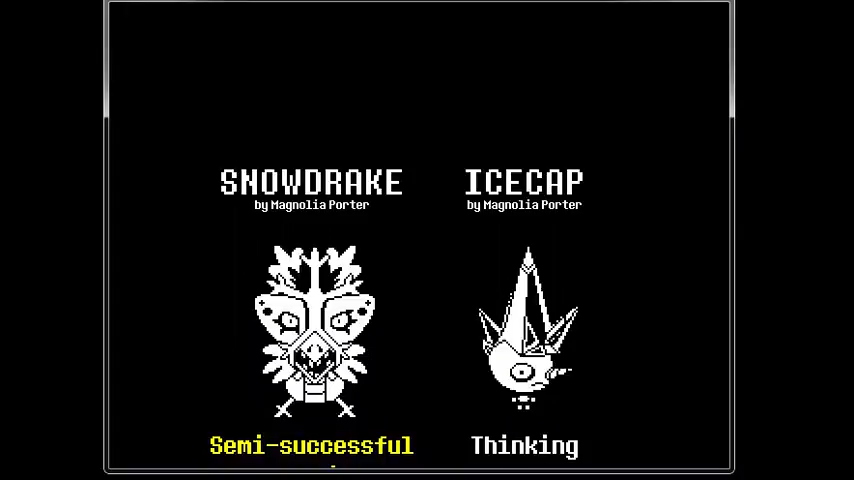 SNOWDRAKE
by Magnolia Porter
ICECAP
by Magnolia Porter
Semi-successful
Thinking